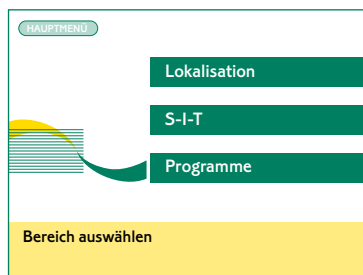 HAUPTMENÜ
Lokalisation
S-I-T
Programme
Bereich auswählen